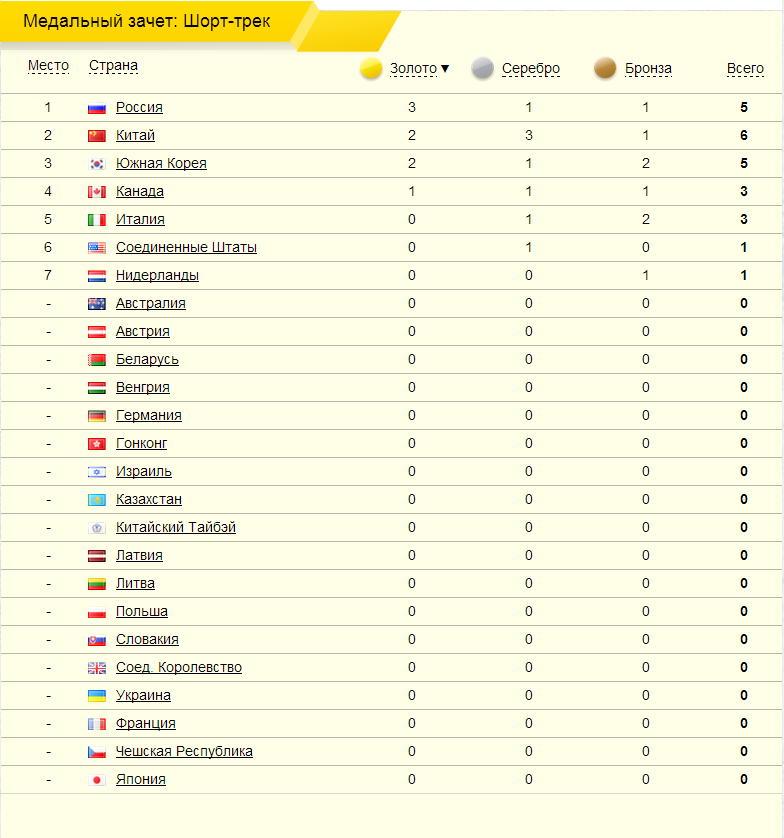 Медальный зачет: Шорт-трек
Место Страна Золото ▼ Серебро Бронза Всего
1 Россия 3 1 1 5
2 Китай 2 3 1 6
3 Южная Корея 2 1 2 5
4 Канада 1 1 1 3
5 Италия 0 1 2 3
6 Соединенные Штаты 0 1 0 1
7 Нидерланды 0 0 1 1
- Австралия 0 0 0 0
- Австрия 0 0 0 0
- Беларусь 0 0 0 0
- Венгрия 0 0 0 0
- Германия 0 0 0 0
- Гонконг 0 0 0 0
- Израиль 0 0 0 0
- Казахстан 0 0 0 0
- Китайский Тайбэй 0 0 0 0
- Латвия 0 0 0 0
- Литва 0 0 0 0
- Польша 0 0 0 0
- Словакия 0 0 0 0
- Соед. Королевство 0 0 0 0
- Украина 0 0 0 0
- Франция 0 0 0 0
- Чешская Республика 0 0 0 0
- Япония 0 0 0 0